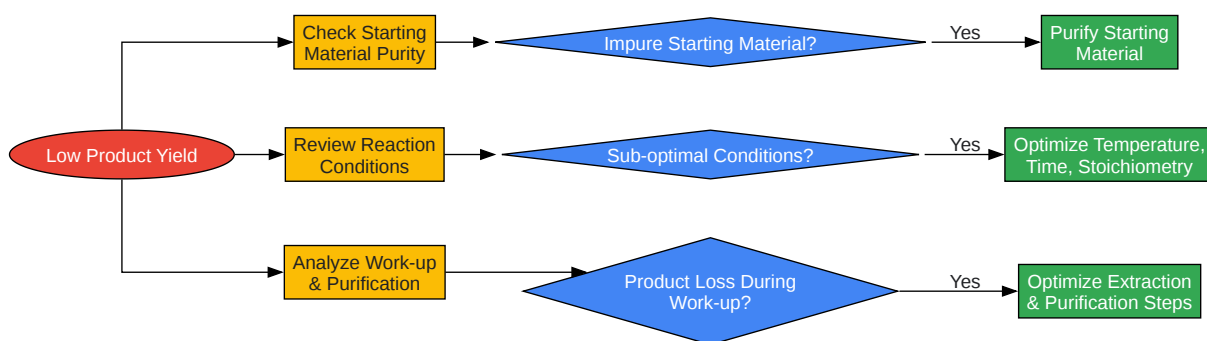 Check Starting
Material Purity
Impure Starting Material?
Yes
Purify Starting
Material
Low Product Yield
Review Reaction
Conditions
Sub-optimal Conditions?
Yes
Optimize Temperature,
Time, Stoichiometry
Analyze Work-up
& Purification
Product Loss During
Work-up?
Yes
Optimize Extraction
& Purification Steps